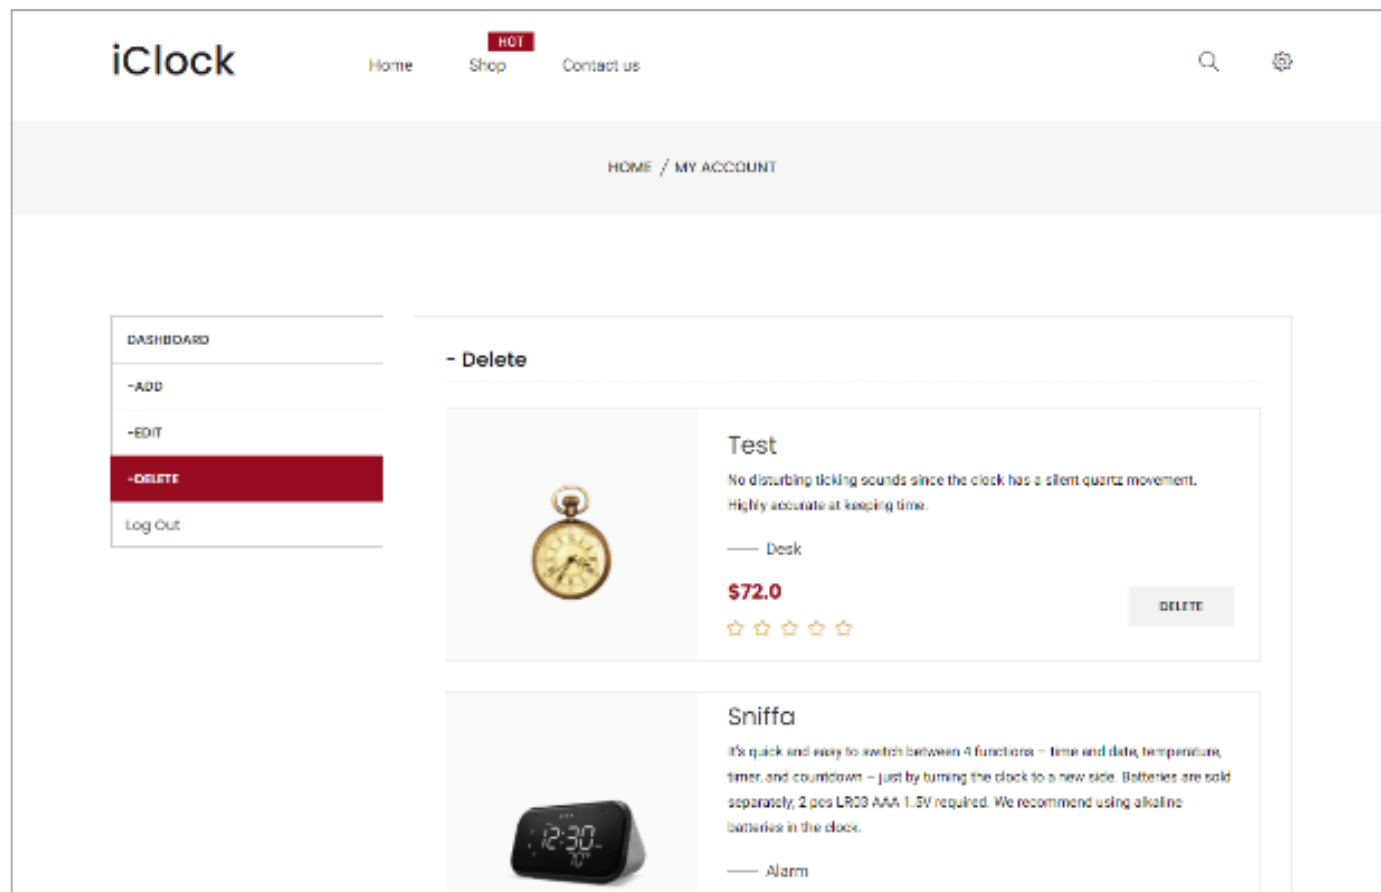 iClock
HOT
Home Shop Contact us
HOME / MY ACCOUNT
DASHBOARD
-ADD
-EDIT
-DELETE
Log Out
- Delete
Test
No disturbing ticking sounds since the clock has a silent quartz movement.
Highly accurate at keeping time.
Desk
$72.0
DELETE
Sniffa
It's quick and easy to switch between 4 functions – time and date, temperature,
timer, and countdown – just by turning the clock to a new side. Batteries are sold
separately; 2 pcs LR03 AAA 1.5V required. We recommend using alkaline
batteries in the clock.
12:30
70°
Alarm